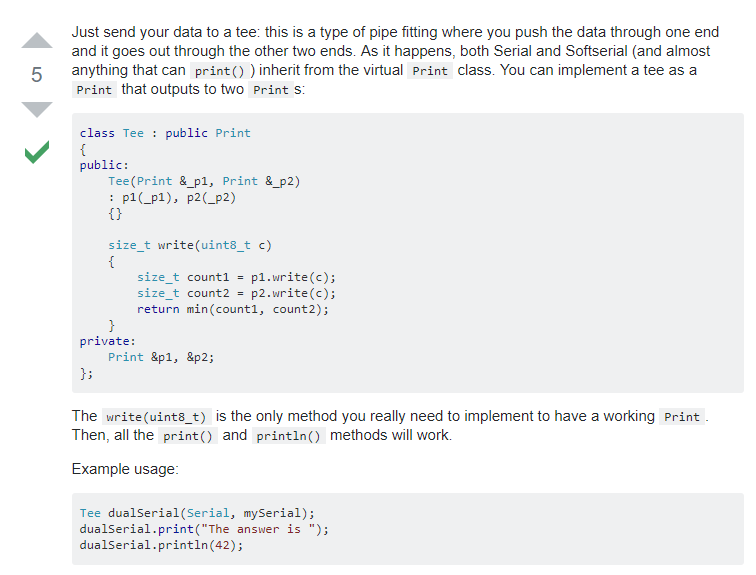 Just send your data to a tee: this is a type of pipe fitting where you push the data through one end
and it goes out through the other two ends. As it happens, both Serial and Softserial (and almost
5
anything that can print() ) inherit from the virtual Print class. You can implement a tee as a
Print that outputs to two Print s:
class Tee : public Print
{
public:
    Tee(Print &_p1, Print &_p2)
    : p1(_p1), p2(_p2)
    {}

    size_t write(uint8_t c)
    {
        size_t count1 = p1.write(c);
        size_t count2 = p2.write(c);
        return min(count1, count2);
    }
private:
    Print &p1, &p2;
};
The write(uint8_t) is the only method you really need to implement to have a working Print .
Then, all the print() and println() methods will work.
Example usage:
Tee dualSerial(Serial, mySerial);
dualSerial.print("The answer is ");
dualSerial.println(42);